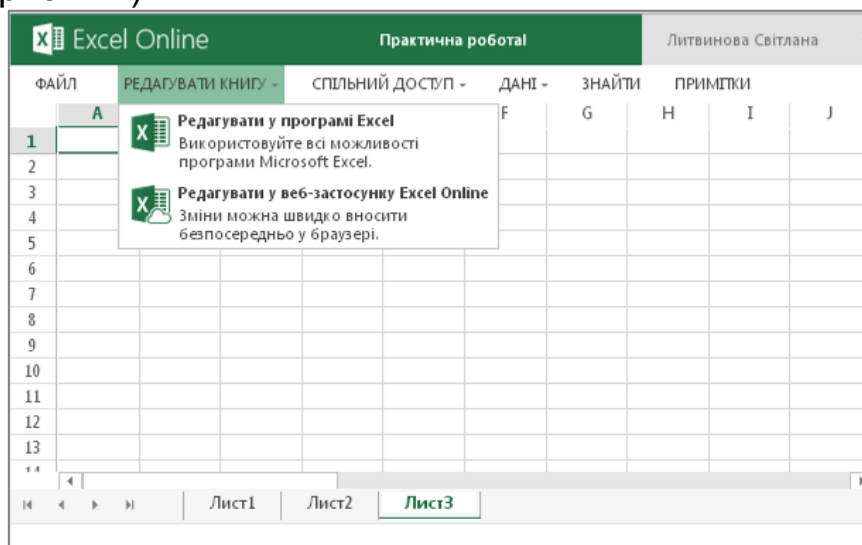 Excel Online Практична робота1 Литвинова Світлана
ФАЙЛ РЕДАГУВАТИ КНИГУ СПІЛЬНИЙ ДОСТУП ДАНІ ЗНАЙТИ ПРИМІТКИ
A F G H I J
Редагувати у програмі Excel
Використовуйте всі можливості
програми Microsoft Excel.
Редагувати у веб-застосунку Excel Online
Зміни можна швидко вносити
безпосередньо у браузері.
1
2
3
4
5
6
7
8
9
10
11
12
13
14
Лист1 Лист2 Лист3